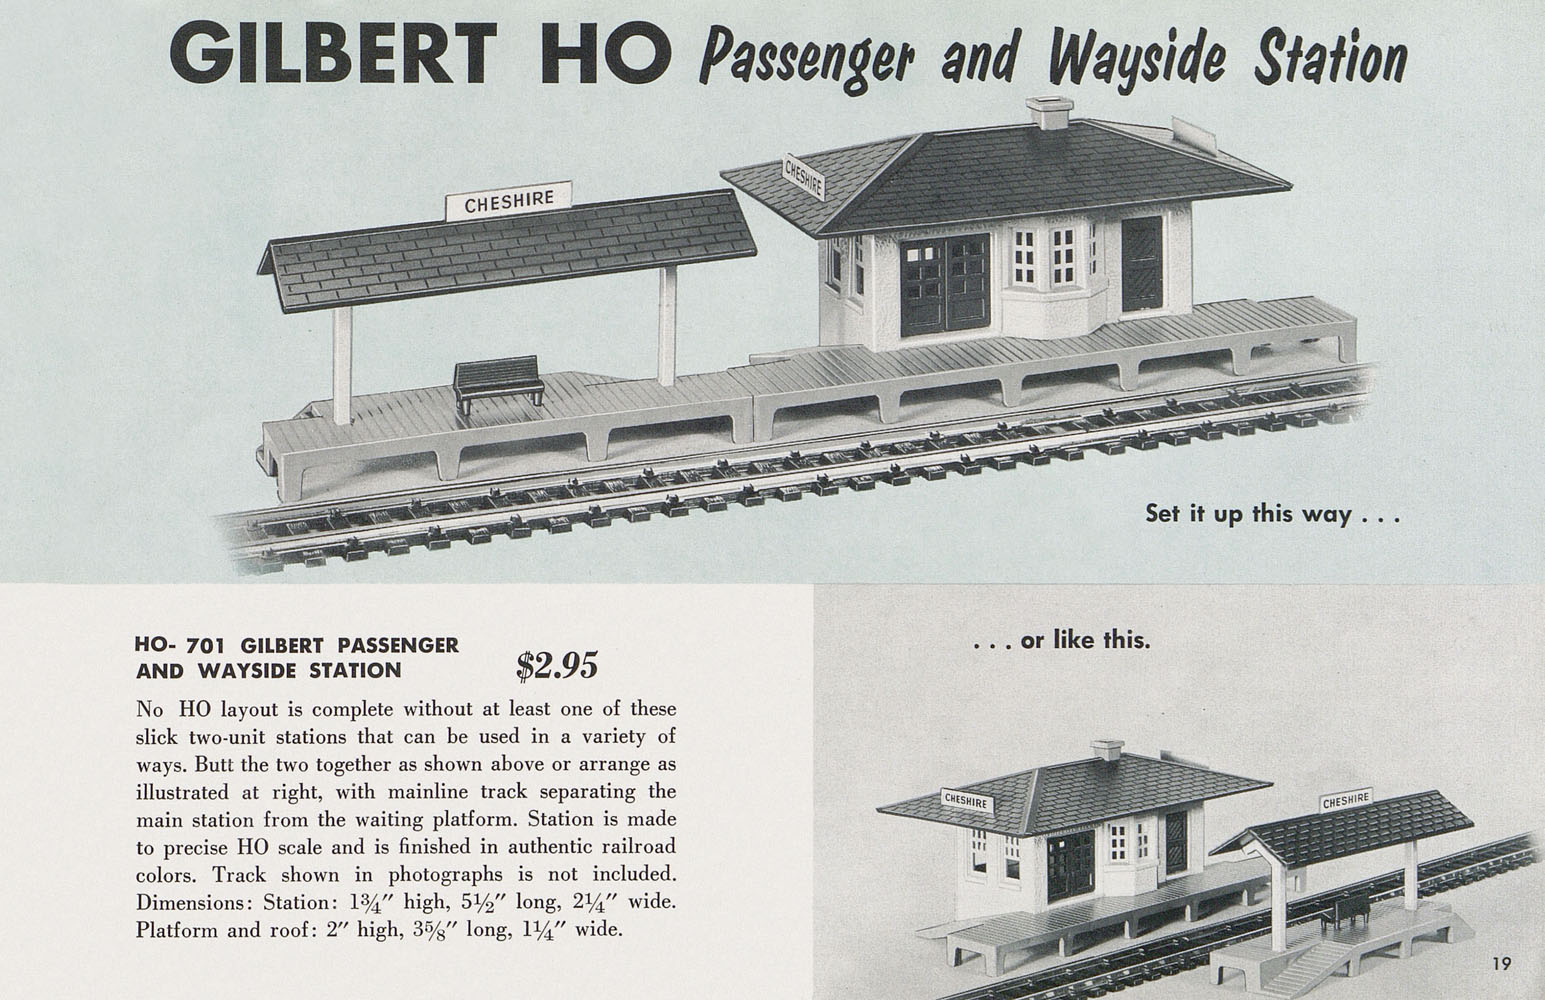 GILBERT HO Passenger and Wayside Station
CHESHIRE
CHESHIRE
Set it up this way . . .
HO- 701 GILBERT PASSENGER
AND WAYSIDE STATION
$2.95
No HO layout is complete without at least one of these
slick two-unit stations that can be used in a variety of
ways. Butt the two together as shown above or arrange as
illustrated at right, with mainline track separating the
main station from the waiting platform. Station is made
to precise HO scale and is finished in authentic railroad
colors. Track shown in photographs is not included.
Dimensions: Station: 1¾″ high, 5½″ long, 2¼″ wide.
Platform and roof: 2″ high, 3⅝″ long, 1¼″ wide.
. . . or like this.
CHESHIRE
CHESHIRE
19